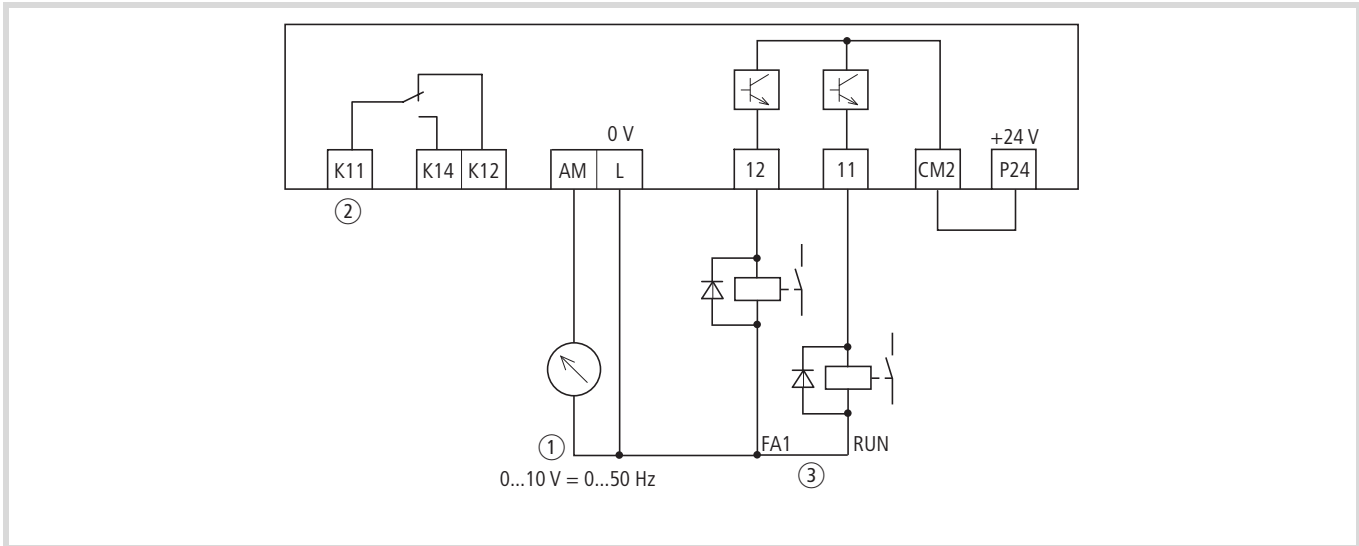 0 V
+24 V
K11 K14 K12 AM L 12 11 CM2 P24
2
1
FA1
RUN
3
0...10 V = 0...50 Hz